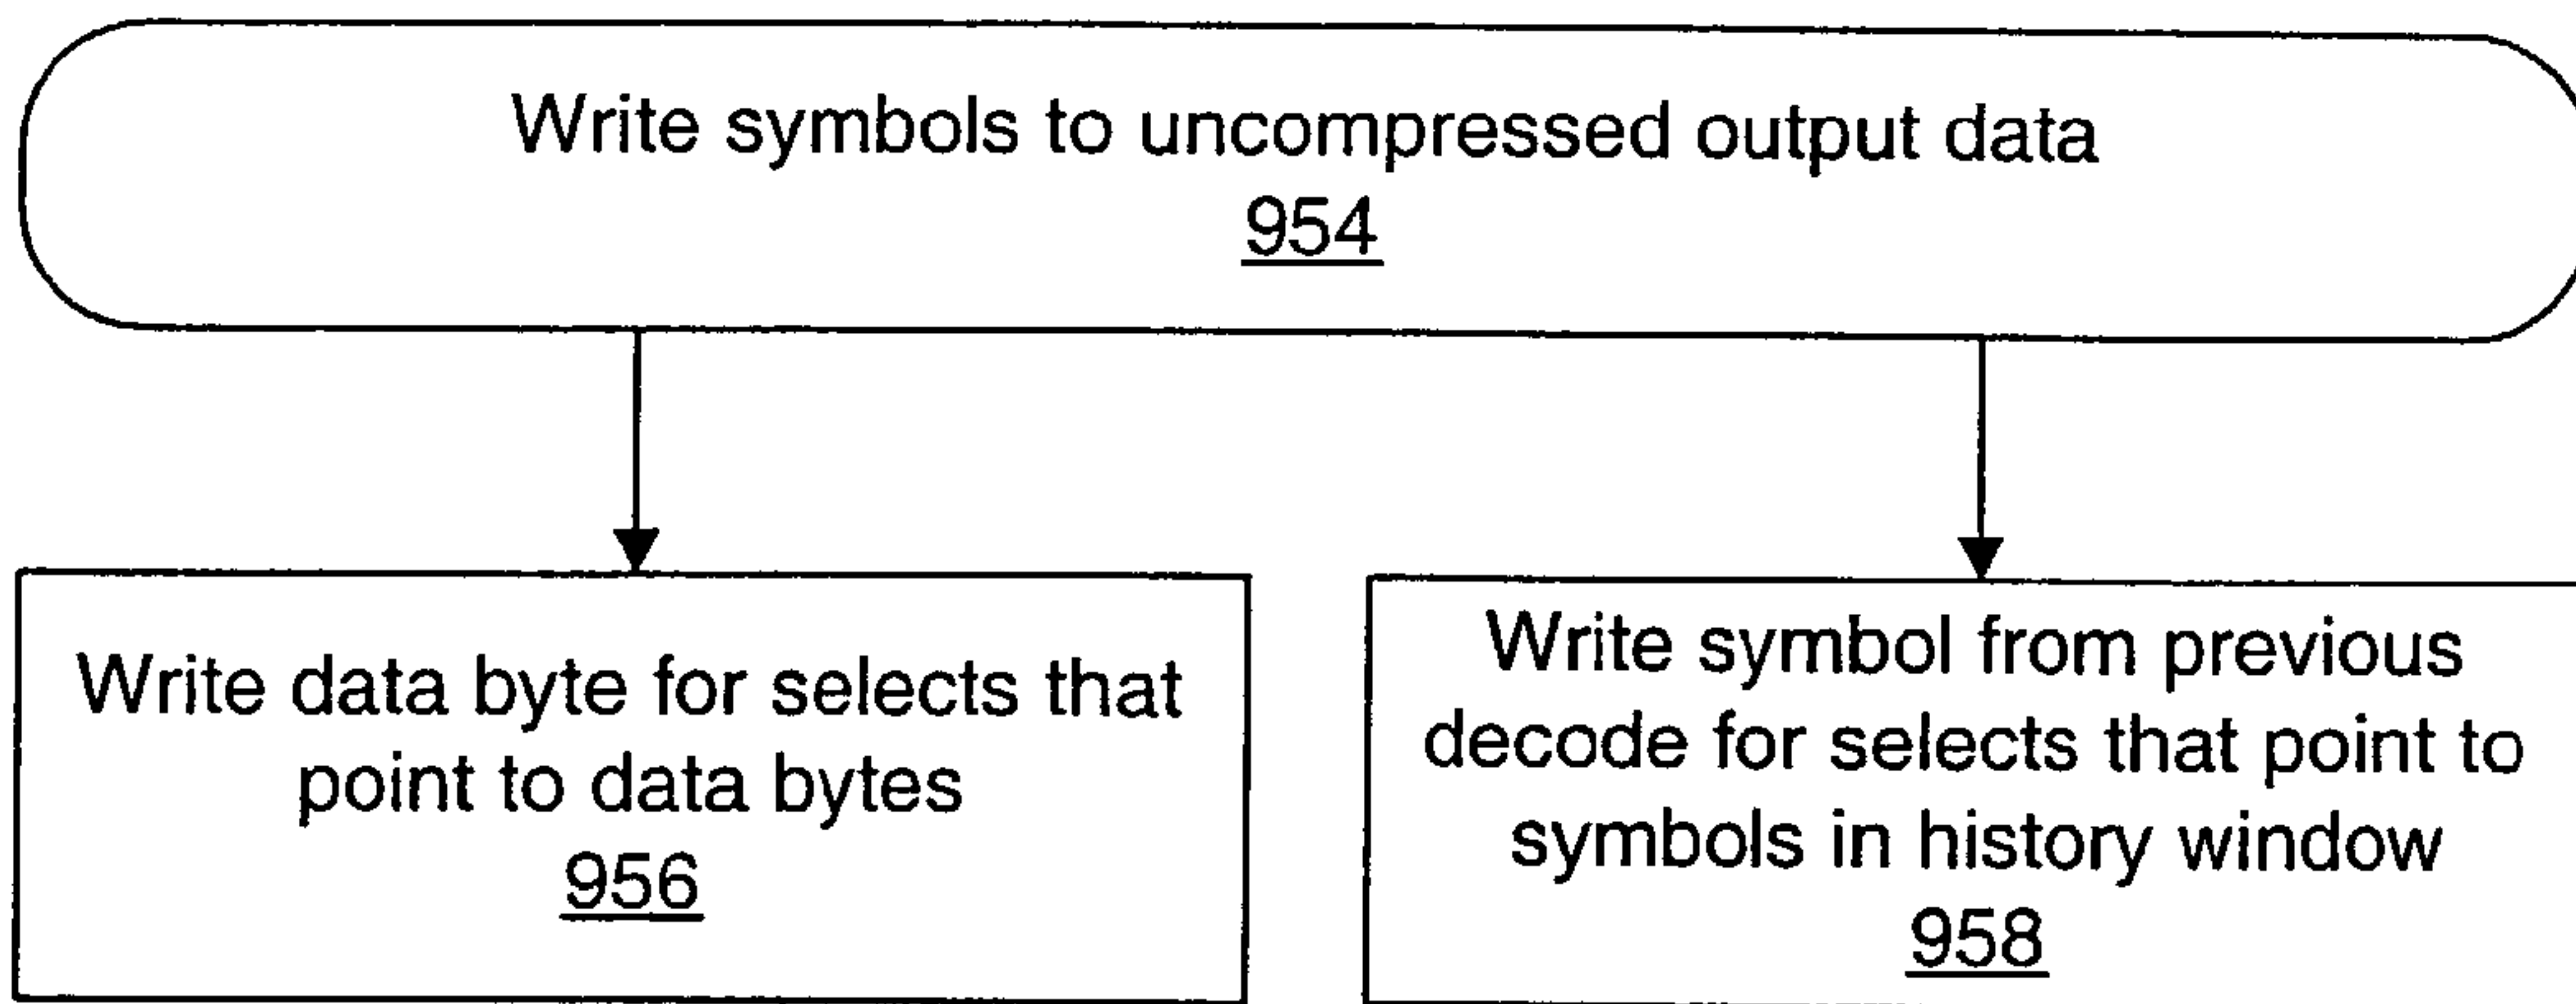 Write symbols to uncompressed output data
954
Write data byte for selects that
point to data bytes
956
Write symbol from previous
decode for selects that point to
symbols in history window
958